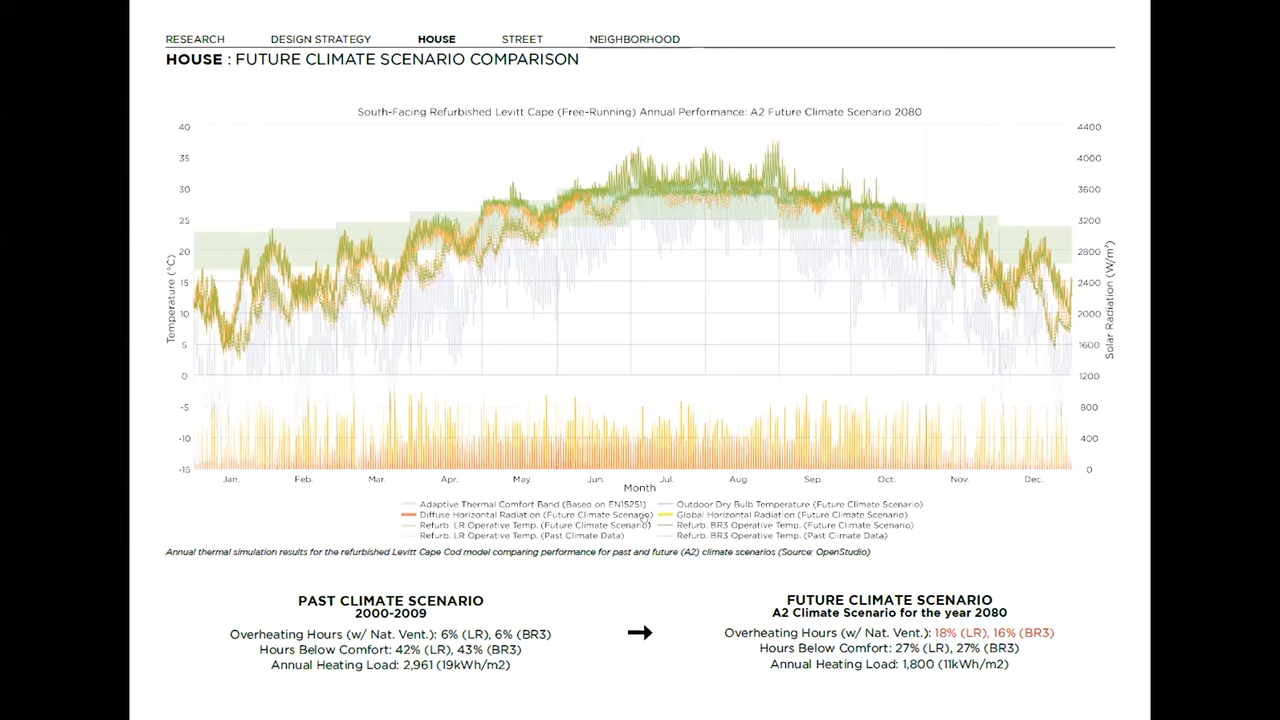 RESEARCH DESIGN STRATEGY HOUSE STREET NEIGHBORHOOD
HOUSE : FUTURE CLIMATE SCENARIO COMPARISON
South-Facing Refurbished Levitt Cape (Free-Running) Annual Performance: A2 Future Climate Scenario 2080
40 4400
35 4000
30 3600
25 3200
20 2800
15 2400
10 2000
5 1600
0 1200
-5 800
-10 400
-15 0
Temperature (°C)
Solar Radiation (W/m²)
Jan. Feb. Mar. Apr. May. Jun. Jul. Aug. Sep. Oct. Nov. Dec.
Month
Adaptive Thermal Comfort Band (Based on EN15251) Outdoor Dry Bulb Temperature (Future Climate Scenario)
Diffuse Horizontal Radiation (Future Climate Scenario) Global Horizontal Radiation (Future Climate Scenario)
Refurb. LR Operative Temp. (Future Climate Scenario) Refurb. BR3 Operative Temp. (Future Climate Scenario)
Refurb. LR Operative Temp. (Past Climate Data) Refurb. BR3 Operative Temp. (Past Climate Data)
Annual thermal simulation results for the refurbished Levitt Cape Cod model comparing performance for past and future (A2) climate scenarios (Source: OpenStudio)
PAST CLIMATE SCENARIO
2000-2009
Overheating Hours (w/ Nat. Vent.): 6% (LR), 6% (BR3)
Hours Below Comfort: 42% (LR), 43% (BR3)
Annual Heating Load: 2,961 (19kWh/m2)
FUTURE CLIMATE SCENARIO
A2 Climate Scenario for the year 2080
Overheating Hours (w/ Nat. Vent.): 18% (LR), 16% (BR3)
Hours Below Comfort: 27% (LR), 27% (BR3)
Annual Heating Load: 1,800 (11kWh/m2)